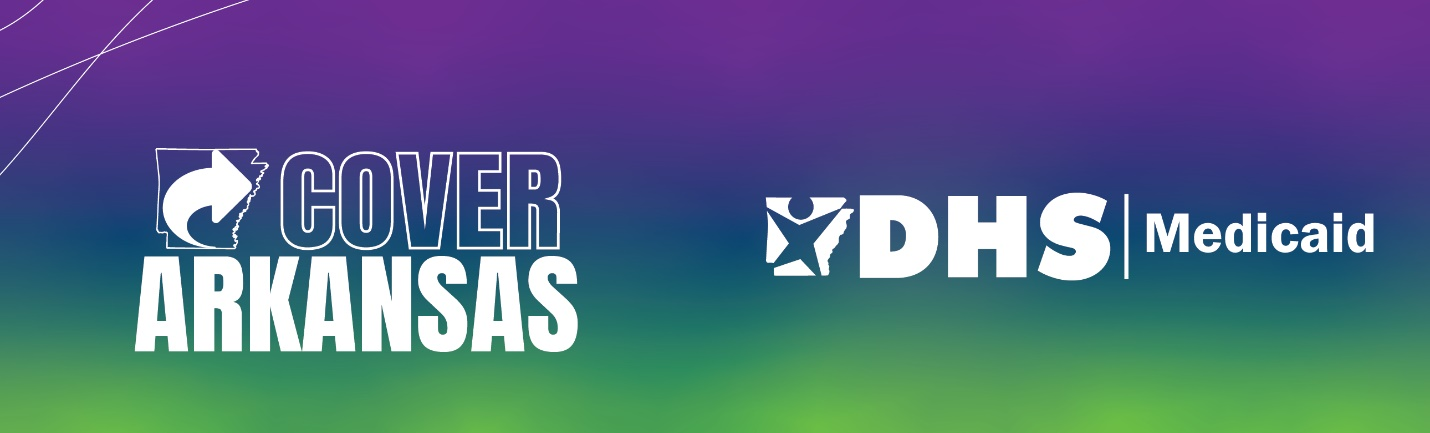 COVER
ARKANSAS
DHS Medicaid